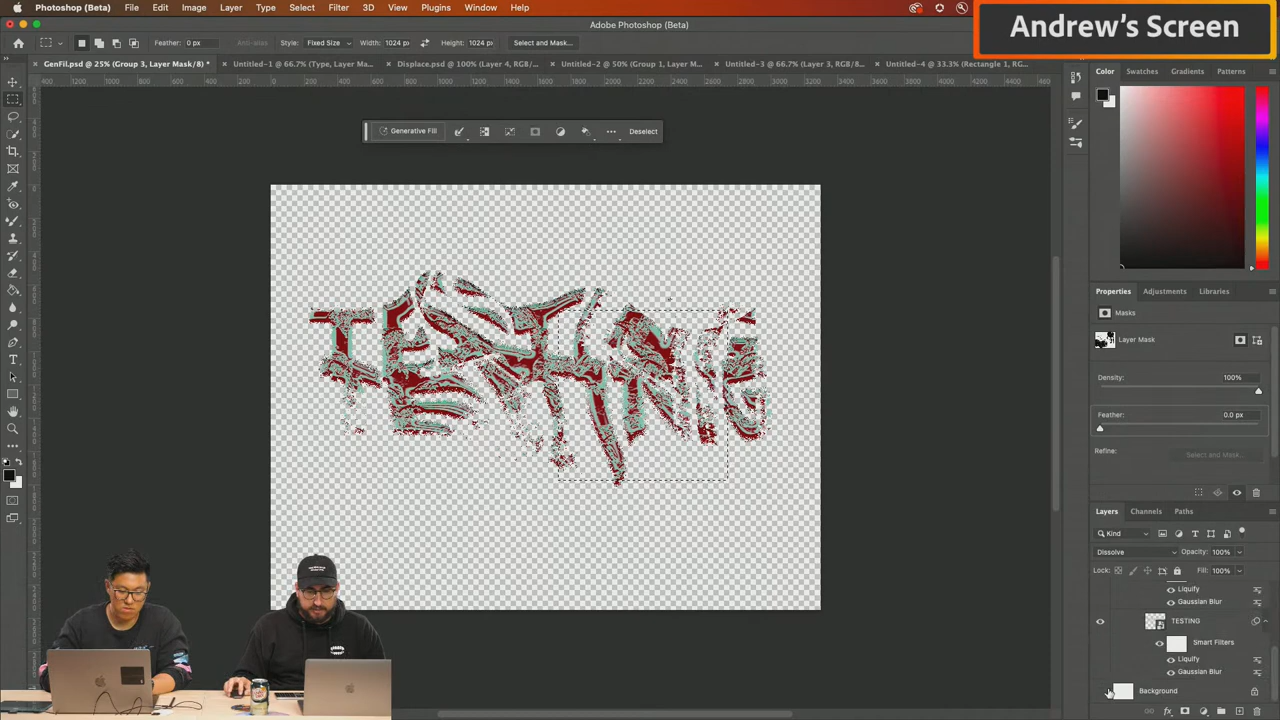 Photoshop (Beta) File Edit Image Layer Type Select Filter 3D View Plugins Window Help
Andrew's Screen
Adobe Photoshop (Beta)
Feather: 0 px Anti-alias Style: Fixed Size Width: 1024 px Height: 1024 px Select and Mask...
GenFil.psd @ 25% (Group 3, Layer Mask/8) * Untitled-1 @ 66.7% (Type, Layer Ma... Displace.psd @ 100% (Layer 4, RGB/8/... Untitled-2 @ 50% (Group 1, Layer Ma... Untitled-3 @ 66.7% (Layer 3, RGB/8/... Untitled-4 @ 33.3% (Rectangle 1, RG...
Color Swatches Gradients Patterns
Generative Fill Deselect
TESTING
Properties Adjustments Libraries
Masks
Layer Mask
Density: 100%
Feather: 0.0 px
Refine: Select and Mask...
Layers Channels Paths
Kind
Dissolve Opacity: 100%
Lock: Fill: 100%
Liquify
Gaussian Blur
TESTING
Smart Filters
Liquify
Gaussian Blur
Background